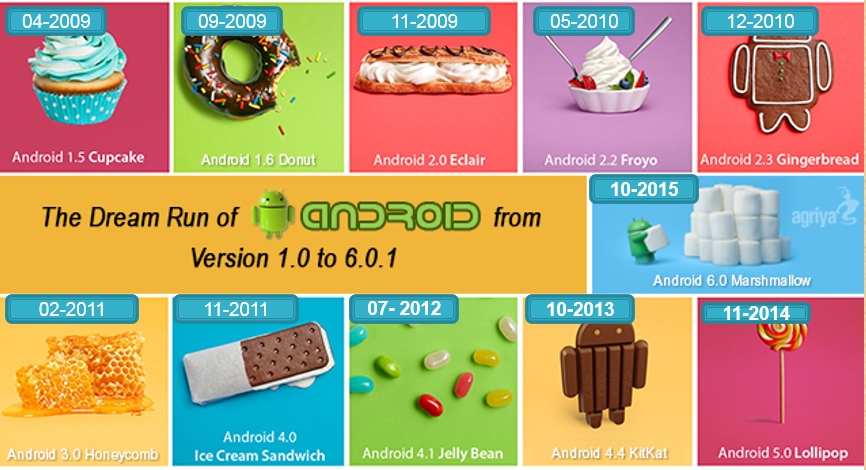 04-2009
09-2009
11-2009
05-2010
12-2010
Android 1.5 Cupcake
Android 1.6 Donut
Android 2.0 Eclair
Android 2.2 Froyo
Android 2.3 Gingerbread
The Dream Run of ANDROID from
Version 1.0 to 6.0.1
10-2015
agriya
Android 6.0 Marshmallow
02-2011
11-2011
07- 2012
10-2013
11-2014
Android 3.0 Honeycomb
Android 4.0
Ice Cream Sandwich
Android 4.1 Jelly Bean
Android 4.4 KitKat
Android 5.0 Lollipop